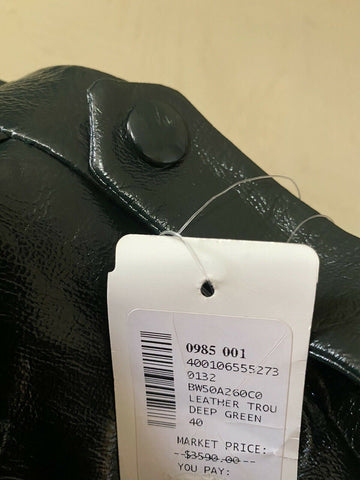 0985 001
400106555273
0132
BW50A260C0
LEATHER TROU
DEEP GREEN
40
MARKET PRICE:
--$3590.00--
YOU PAY: